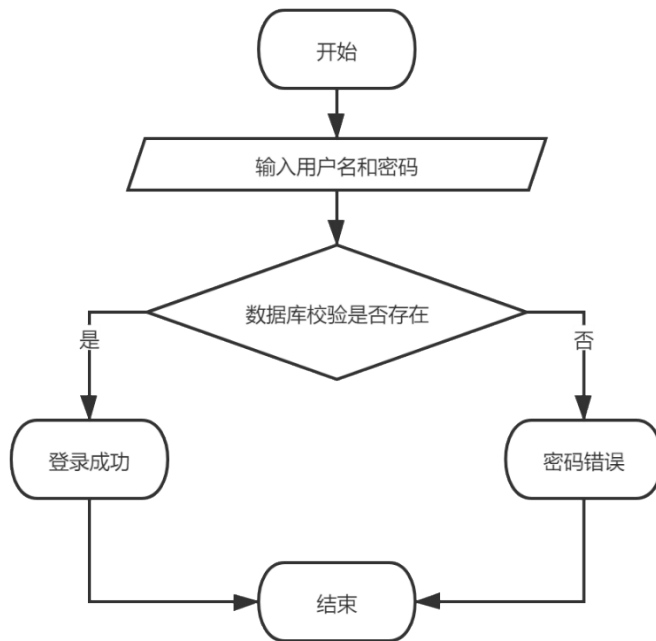 开始
输入用户名和密码
数据库校验是否存在
是
否
登录成功
密码错误
结束